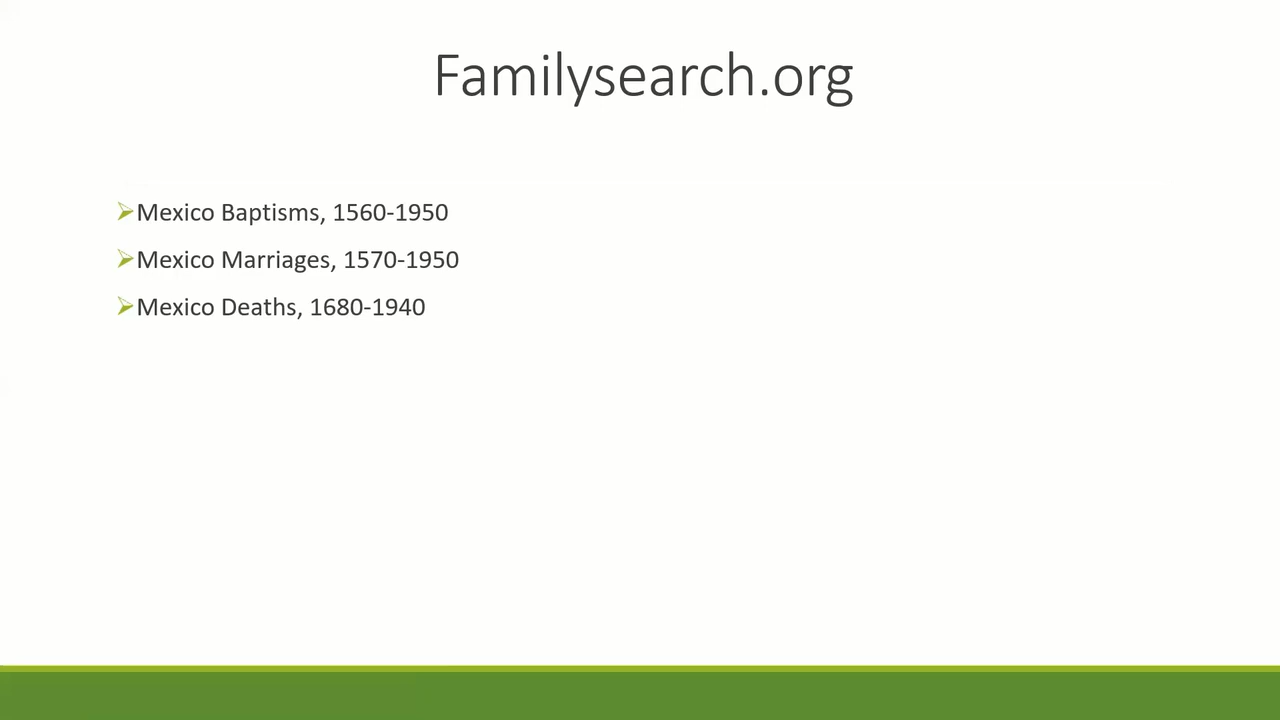 Familysearch.org
Mexico Baptisms, 1560-1950
Mexico Marriages, 1570-1950
Mexico Deaths, 1680-1940